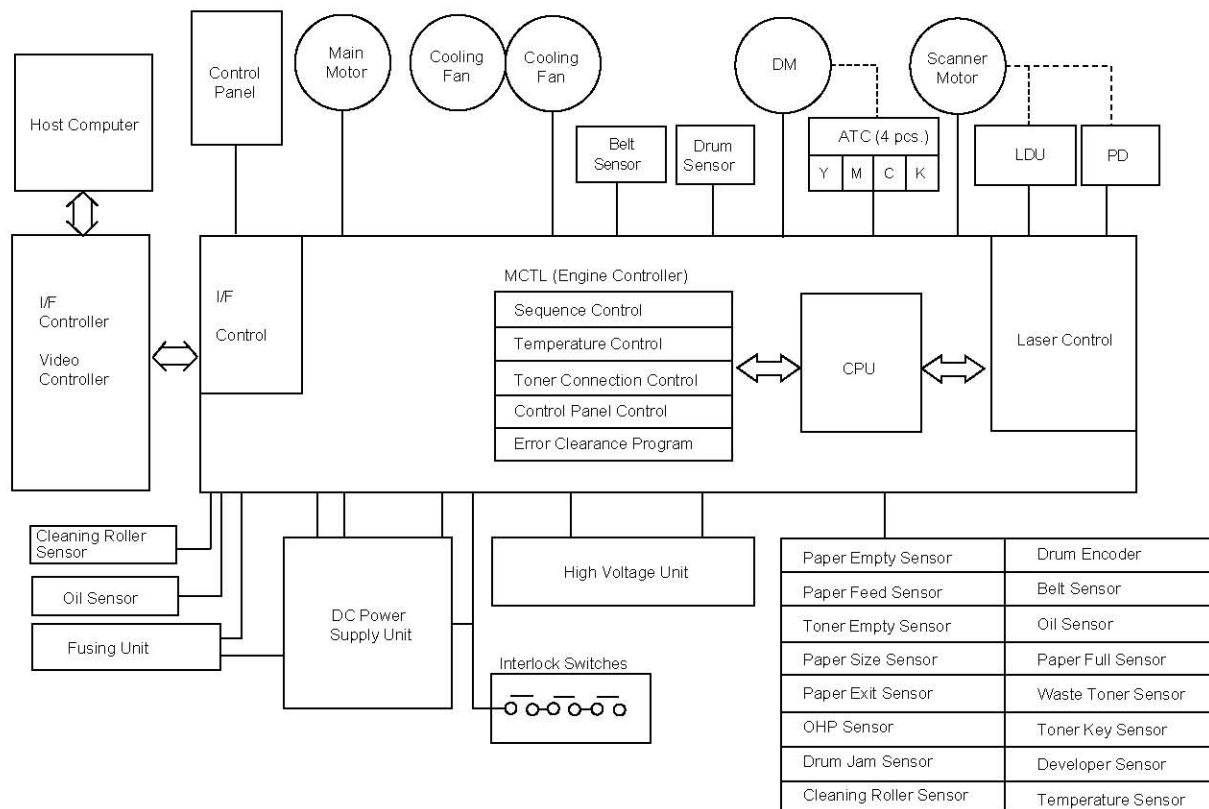 Host Computer
Control
Panel
Main
Motor
Cooling
Fan
Cooling
Fan
DM
Scanner
Motor
Belt
Sensor
Drum
Sensor
ATC (4 pcs.)
Y M C K
LDU
PD
I/F
Controller
Video
Controller
I/F
Control
MCTL (Engine Controller)
Sequence Control
Temperature Control
Toner Connection Control
Control Panel Control
Error Clearance Program
CPU
Laser Control
Cleaning Roller
Sensor
Oil Sensor
Fusing Unit
DC Power
Supply Unit
High Voltage Unit
Interlock Switches
Paper Empty Sensor
Drum Encoder
Paper Feed Sensor
Belt Sensor
Toner Empty Sensor
Oil Sensor
Paper Size Sensor
Paper Full Sensor
Paper Exit Sensor
Waste Toner Sensor
OHP Sensor
Toner Key Sensor
Drum Jam Sensor
Developer Sensor
Cleaning Roller Sensor
Temperature Sensor